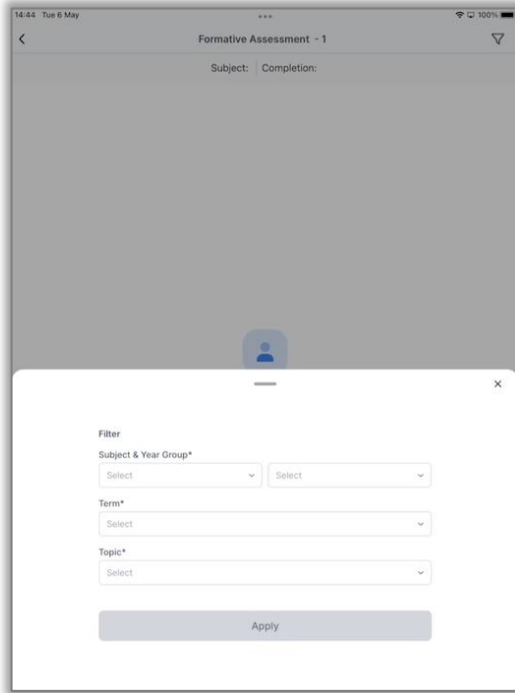 14:44 Tue 6 May 100%
Formative Assessment - 1
Subject: Completion:
Filter
Subject & Year Group*
Select Select
Term*
Select
Topic*
Select
Apply